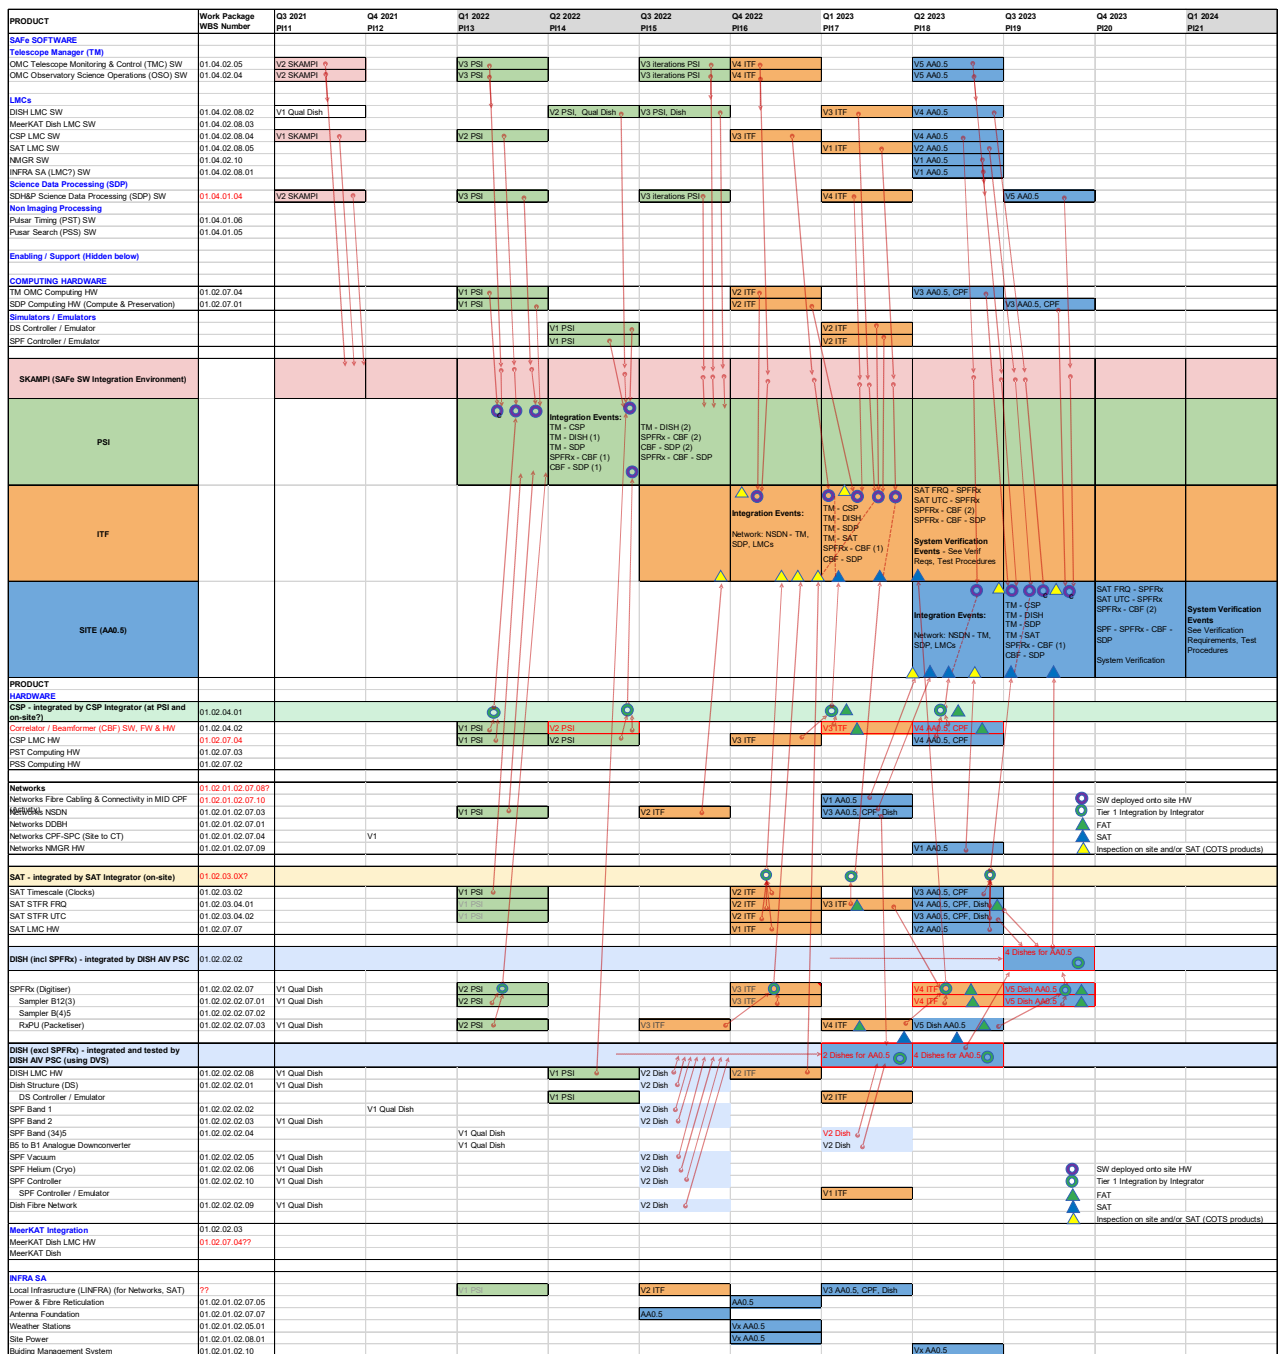 PRODUCT
Work Package WBS Number
Q3 2021 PI11
Q4 2021 PI12
Q1 2022 PI13
Q2 2022 PI14
Q3 2022 PI15
Q4 2022 PI16
Q1 2023 PI17
Q2 2023 PI18
Q3 2023 PI19
Q4 2023 PI20
Q1 2024 PI21
SAFe SOFTWARE
Telescope Manager (TM)
OMC Telescope Monitoring & Control (TMC) SW 01.04.02.05 V2 SKAMPI V3 PSI V3 iterations PSI V4 ITF V5 AA0.5
OMC Observatory Science Operations (OSO) SW 01.04.02.04 V2 SKAMPI V3 PSI V3 iterations PSI V4 ITF V5 AA0.5
LMCs
DISH LMC SW 01.04.02.08.02 V1 Qual Dish V2 PSI, Qual Dish V3 PSI, Dish V3 ITF V4 AA0.5
MeerKAT Dish LMC SW 01.04.02.08.03
CSP LMC SW 01.04.02.08.04 V1 SKAMPI V2 PSI V3 ITF V4 AA0.5
SAT LMC SW 01.04.02.08.05 V1 ITF V2 AA0.5
NMGR SW 01.04.02.10 V1 AA0.5
INFRA SA (LMC?) SW 01.04.02.08.01 V1 AA0.5
Science Data Processing (SDP)
SDH&P Science Data Processing (SDP) SW 01.04.01.04 V2 SKAMPI V3 PSI V3 iterations PSI V4 ITF V5 AA0.5
Non Imaging Processing
Pulsar Timing (PST) SW 01.04.01.06
Pusar Search (PSS) SW 01.04.01.05
Enabling / Support (Hidden below)
COMPUTING HARDWARE
TM OMC Computing HW 01.02.07.04 V1 PSI V2 ITF V3 AA0.5, CPF
SDP Computing HW (Compute & Preservation) 01.02.07.01 V1 PSI V2 ITF V3 AA0.5, CPF
Simulators / Emulators
DS Controller / Emulator V1 PSI V2 ITF
SPF Controller / Emulator V1 PSI V2 ITF
SKAMPI (SAFe SW Integration Environment)
PSI
Integration Events:
TM - CSP
TM - DISH (1)
TM - SDP
SPFRx - CBF (1)
CBF - SDP (1)
TM - DISH (2)
SPFRx - CBF (2)
CBF - SDP (2)
SPFRx - CBF - SDP
ITF
Integration Events:
Network: NSDN - TM,
SDP, LMCs
TM - CSP
TM - DISH
TM - SDP
TM - SAT
SPFRx - CBF (1)
CBF - SDP
SAT FRQ - SPFRx
SAT UTC - SPFRx
SPFRx - CBF (2)
SPFRx - CBF - SDP
System Verification
Events - See Verif
Reqs, Test Procedures
SITE (AA0.5)
Integration Events:
Network: NSDN - TM,
SDP, LMCs
TM - CSP
TM - DISH
TM - SDP
TM - SAT
SPFRx - CBF (1)
CBF - SDP
SAT FRQ - SPFRx
SAT UTC - SPFRx
SPFRx - CBF (2)
SPF - SPFRx - CBF -
SDP
System Verification
System Verification
Events
See Verification
Requirements, Test
Procedures
PRODUCT
HARDWARE
CSP - integrated by CSP Integrator (at PSI and on-site?) 01.02.04.01
Correlator / Beamformer (CBF) SW, FW & HW 01.02.04.02 V1 PSI V2 PSI V3 ITF V4 AA0.5, CPF
CSP LMC HW 01.02.07.04 V1 PSI V2 PSI V3 ITF V4 AA0.5, CPF
PST Computing HW 01.02.07.03
PSS Computing HW 01.02.07.02
Networks 01.02.01.02.07.08?
Networks Fibre Cabling & Connectivity in MID CPF 01.02.01.02.07.10 V1 AA0.5
Networks NSDN 01.02.01.02.07.03 V1 PSI V2 ITF V3 AA0.5, CPF, Dish
Networks DDBH 01.02.01.02.07.01
Networks CPF-SPC (Site to CT) 01.02.01.02.07.04 V1
Networks NMGR HW 01.02.01.02.07.09 V1 AA0.5
SW deployed onto site HW
Tier 1 Integration by Integrator
FAT
SAT
Inspection on site and/or SAT (COTS products)
SAT - integrated by SAT Integrator (on-site) 01.02.03.0X?
SAT Timescale (Clocks) 01.02.03.02 V1 PSI V2 ITF V3 AA0.5, CPF
SAT STFR FRQ 01.02.03.04.01 V1 PSI V2 ITF V3 ITF V4 AA0.5, CPF, Dish
SAT STFR UTC 01.02.03.04.02 V1 PSI V2 ITF V3 AA0.5, CPF, Dish
SAT LMC HW 01.02.07.07 V1 ITF V2 AA0.5
DISH (incl SPFRx) - integrated by DISH AIV PSC 01.02.02.02 4 Dishes for AA0.5
SPFRx (Digitiser) 01.02.02.02.07 V1 Qual Dish V2 PSI V3 ITF V4 ITF V5 Dish AA0.5
Sampler B12(3) 01.02.02.02.07.01 V1 Qual Dish V2 PSI V3 ITF V4 ITF V5 Dish AA0.5
Sampler B(4)5 01.02.02.02.07.02
RxPU (Packetiser) 01.02.02.02.07.03 V1 Qual Dish V2 PSI V3 ITF V4 ITF V5 Dish AA0.5
DISH (excl SPFRx) - integrated and tested by DISH AIV PSC (using DVS) 2 Dishes for AA0.5 4 Dishes for AA0.5
DISH LMC HW 01.02.02.02.08 V1 Qual Dish V1 PSI V2 Dish V2 ITF
Dish Structure (DS) 01.02.02.02.01 V1 Qual Dish V2 Dish
DS Controller / Emulator V1 PSI V2 ITF
SPF Band 1 01.02.02.02.02 V1 Qual Dish V2 Dish
SPF Band 2 01.02.02.02.03 V1 Qual Dish V2 Dish
SPF Band (34)5 01.02.02.02.04 V1 Qual Dish V2 Dish
B5 to B1 Analogue Downconverter V1 Qual Dish V2 Dish
SPF Vacuum 01.02.02.02.05 V1 Qual Dish V2 Dish
SPF Helium (Cryo) 01.02.02.02.06 V1 Qual Dish V2 Dish
SPF Controller 01.02.02.02.10 V1 Qual Dish V2 Dish
SPF Controller / Emulator V1 ITF
Dish Fibre Network 01.02.02.02.09 V1 Qual Dish V2 Dish
SW deployed onto site HW
Tier 1 Integration by Integrator
FAT
SAT
Inspection on site and/or SAT (COTS products)
MeerKAT Integration 01.02.02.03
MeerKAT Dish LMC HW 01.02.07.04??
MeerKAT Dish
INFRA SA
Local Infrasructure (LINFRA) (for Networks, SAT) ?? V1 PSI V2 ITF V3 AA0.5, CPF, Dish
Power & Fibre Reticulation 01.02.01.02.07.05 AA0.5
Antenna Foundation 01.02.01.02.07.07 AA0.5
Weather Stations 01.02.01.02.05.01 Vx AA0.5
Site Power 01.02.01.02.08.01 Vx AA0.5
Buiding Management System 01.02.01.02.10 Vx AA0.5